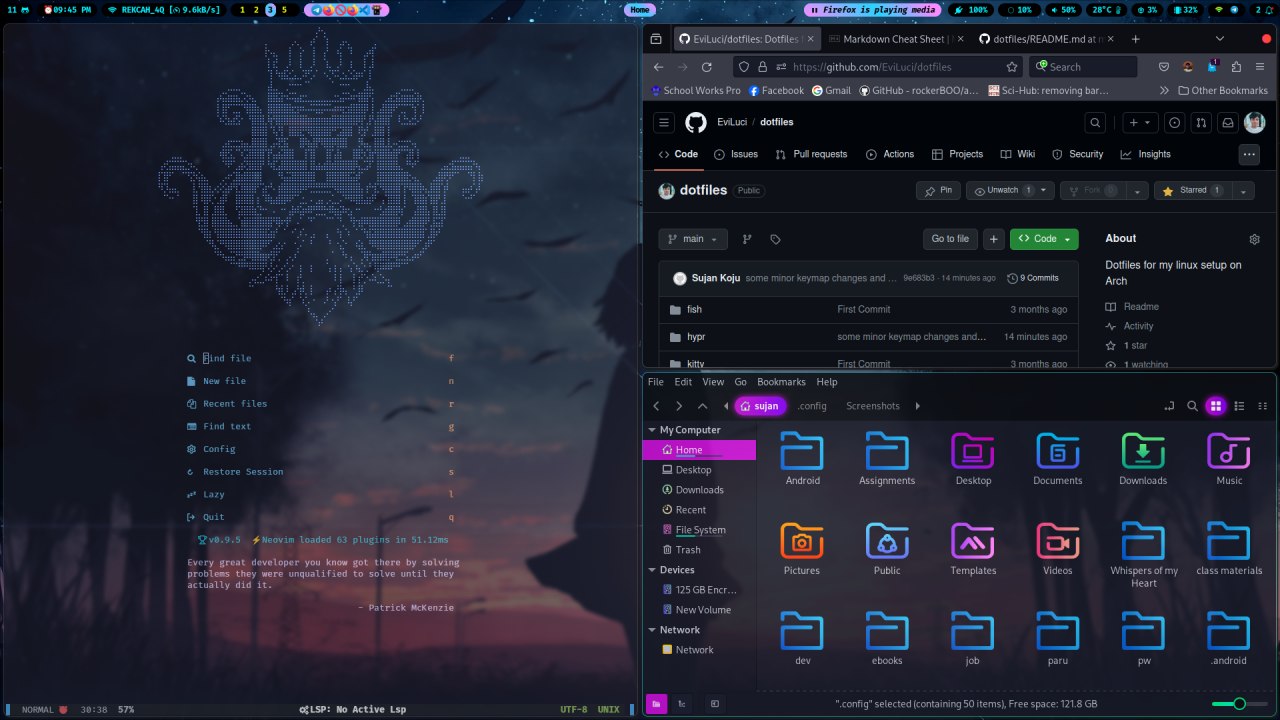 11
09:45 PM
REKCAH_4Q [ 9.6kB/s]
1 2 3 5
Home
Firefox is playing media
100%
10%
50%
28°C
3%
32%
2
Find file f
New file n
Recent files r
Find text g
Config c
Restore Session s
Lazy l
Quit q
v0.9.5 ⚡Neovim loaded 63 plugins in 51.12ms
Every great developer you know got there by solving
problems they were unqualified to solve until they
actually did it.
- Patrick McKenzie
NORMAL 30:38 57%
LSP: No Active Lsp
UTF-8 UNIX
EviLuci/dotfiles: Dotfiles
Markdown Cheat Sheet |
dotfiles/README.md at
https://github.com/EviLuci/dotfiles
Search
School Works Pro
Facebook
Gmail
GitHub - rockerBOO/a...
Sci-Hub: removing bar...
Other Bookmarks
EviLuci / dotfiles
Code
Issues
Pull requests
Actions
Projects
Wiki
Security
Insights
dotfiles Public
Pin
Unwatch 1
Fork 0
Starred 1
main
Go to file
Code
About
Dotfiles for my linux setup on
Arch
Readme
Activity
1 star
1 watching
Sujan Koju some minor keymap changes and ... 9e683b3 · 14 minutes ago 9 Commits
fish First Commit 3 months ago
hypr some minor keymap changes and... 14 minutes ago
kitty First Commit 3 months ago
File Edit View Go Bookmarks Help
sujan .config Screenshots
My Computer
Home
Desktop
Downloads
Recent
File System
Trash
Devices
125 GB Encr...
New Volume
Network
Network
Android
Assignments
Desktop
Documents
Downloads
Music
Pictures
Public
Templates
Videos
Whispers of my
Heart
class materials
dev
ebooks
job
paru
pw
.android
".config" selected (containing 50 items), Free space: 121.8 GB